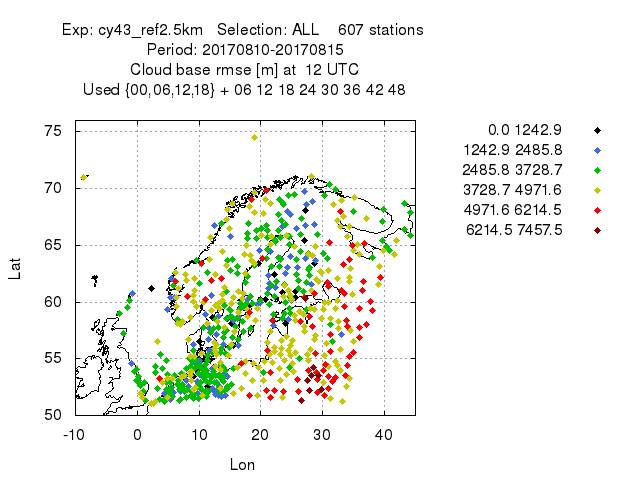 Exp: cy43_ref2.5km   Selection: ALL    607 stations
Period: 20170810-20170815
Cloud base rmse [m] at  12 UTC
Used {00,06,12,18} + 06 12 18 24 30 36 42 48
0.0 1242.9
1242.9 2485.8
2485.8 3728.7
3728.7 4971.6
4971.6 6214.5
6214.5 7457.5
75
70
65
60
55
50
Lat
-10 0 10 20 30 40
Lon